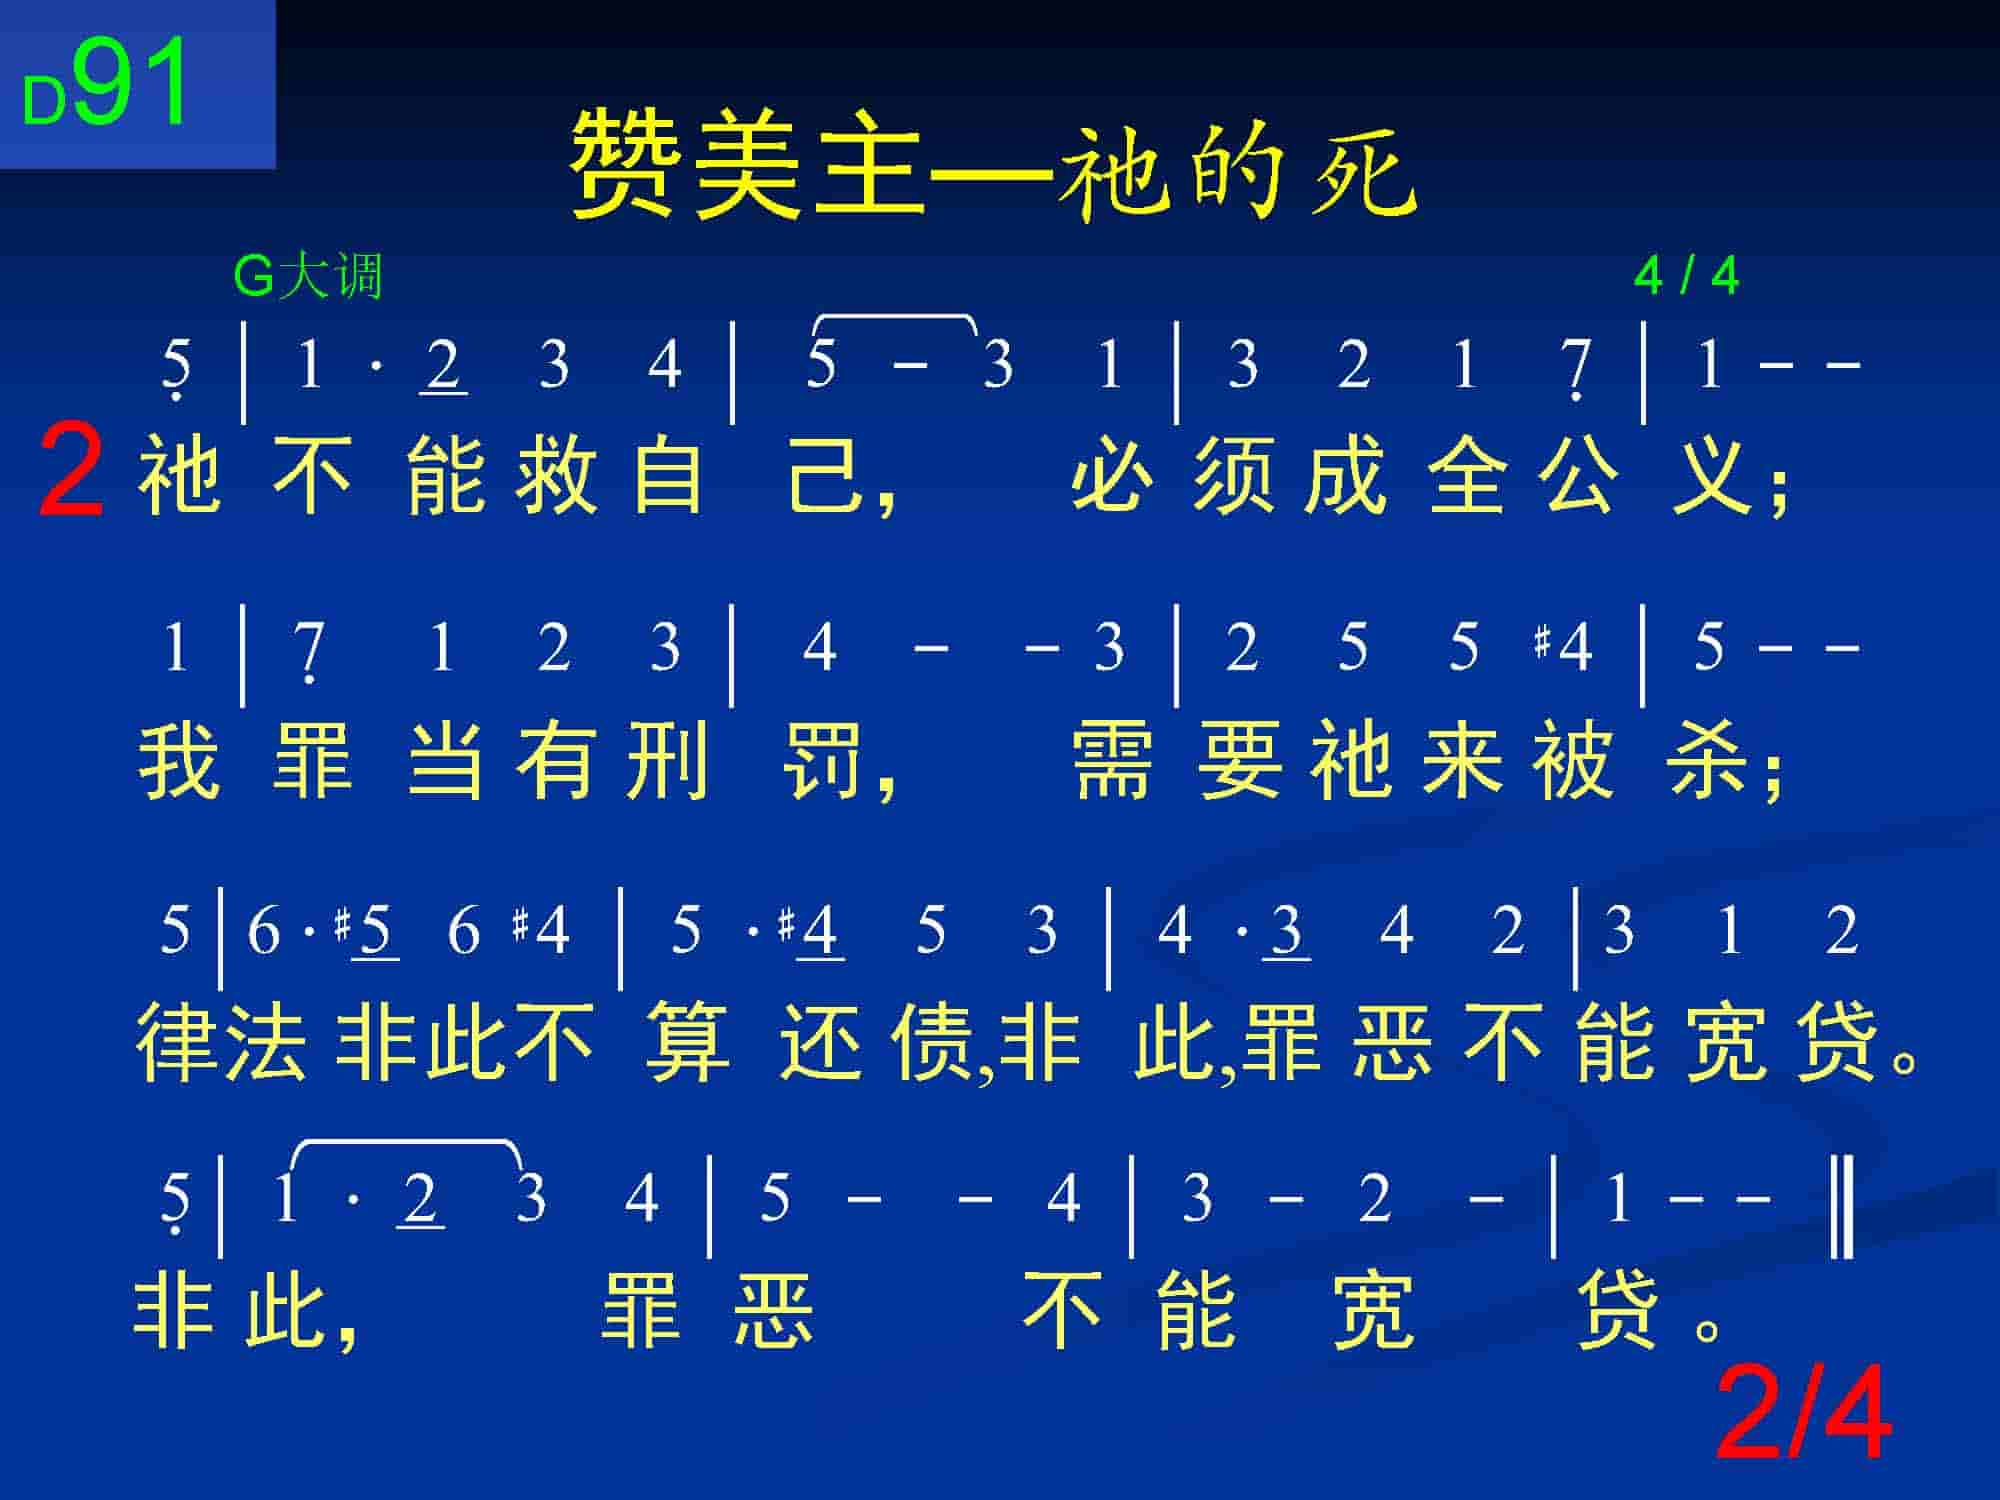 D91
赞美主—祂的死
G大调 4 / 4
5̣ | 1 · 2̲ 3 4 | 5 – 3 1 | 3 2 1 7̣ | 1 – –
2 祂不能救自己，必须成全公义；
1 | 7̣ 1 2 3 | 4 – – 3 | 2 5 5 #4 | 5 – –
我罪当有刑罚，需要祂来被杀；
5 | 6 · #5̲ 6 #4 | 5 · #4̲ 5 3 | 4 · 3̲ 4 2 | 3 1 2
律法非此不算还债,非此,罪恶不能宽贷。
5̣ | 1 · 2̲ 3 4 | 5 – – 4 | 3 – 2 – | 1 – – ‖
非此，罪恶不能宽贷。
2/4